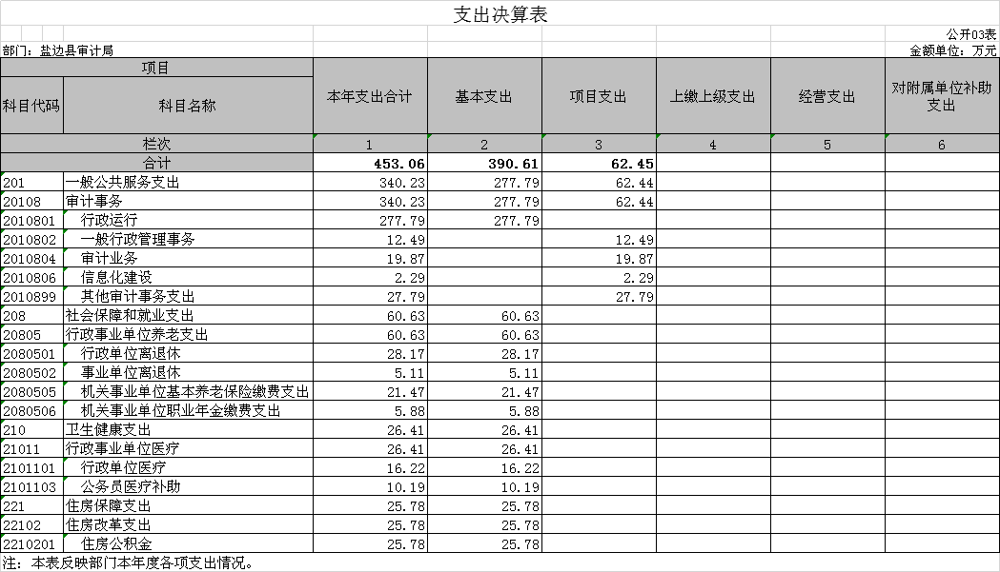 支出决算表
公开03表
部门：盐边县审计局 金额单位：万元
项目 本年支出合计 基本支出 项目支出 上缴上级支出 经营支出 对附属单位补助支出
科目代码 科目名称
栏次 1 2 3 4 5 6
合计 453.06 390.61 62.45
201 一般公共服务支出 340.23 277.79 62.44
20108 审计事务 340.23 277.79 62.44
2010801 行政运行 277.79 277.79
2010802 一般行政管理事务 12.49 12.49
2010804 审计业务 19.87 19.87
2010806 信息化建设 2.29 2.29
2010899 其他审计事务支出 27.79 27.79
208 社会保障和就业支出 60.63 60.63
20805 行政事业单位养老支出 60.63 60.63
2080501 行政单位离退休 28.17 28.17
2080502 事业单位离退休 5.11 5.11
2080505 机关事业单位基本养老保险缴费支出 21.47 21.47
2080506 机关事业单位职业年金缴费支出 5.88 5.88
210 卫生健康支出 26.41 26.41
21011 行政事业单位医疗 26.41 26.41
2101101 行政单位医疗 16.22 16.22
2101103 公务员医疗补助 10.19 10.19
221 住房保障支出 25.78 25.78
22102 住房改革支出 25.78 25.78
2210201 住房公积金 25.78 25.78
注：本表反映部门本年度各项支出情况。